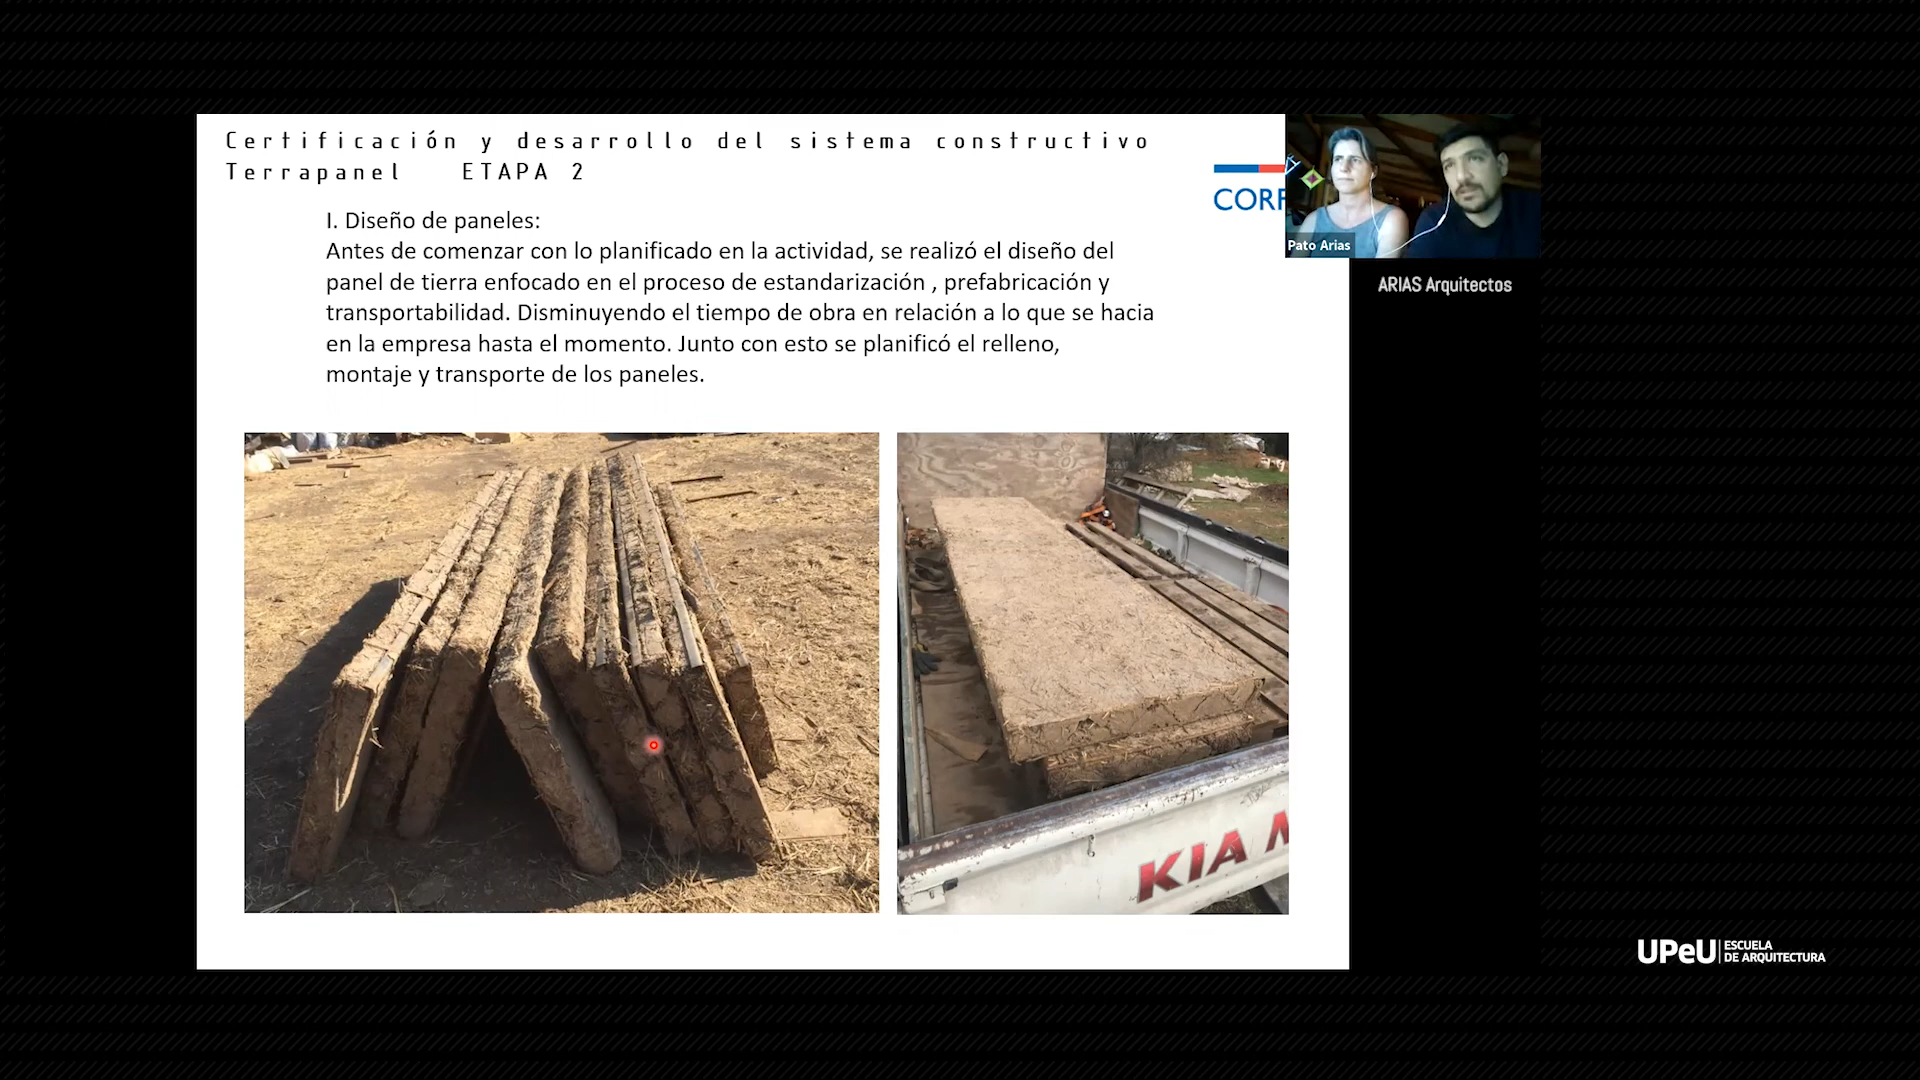 Certificación y desarrollo del sistema constructivo
Terrapanel ETAPA 2
CORF
I. Diseño de paneles:
Antes de comenzar con lo planificado en la actividad, se realizó el diseño del
panel de tierra enfocado en el proceso de estandarización , prefabricación y
transportabilidad. Disminuyendo el tiempo de obra en relación a lo que se hacia
en la empresa hasta el momento. Junto con esto se planificó el relleno,
montaje y transporte de los paneles.
Pato Arias
ARIAS Arquitectos
KIA
UPeU ESCUELA
DE ARQUITECTURA